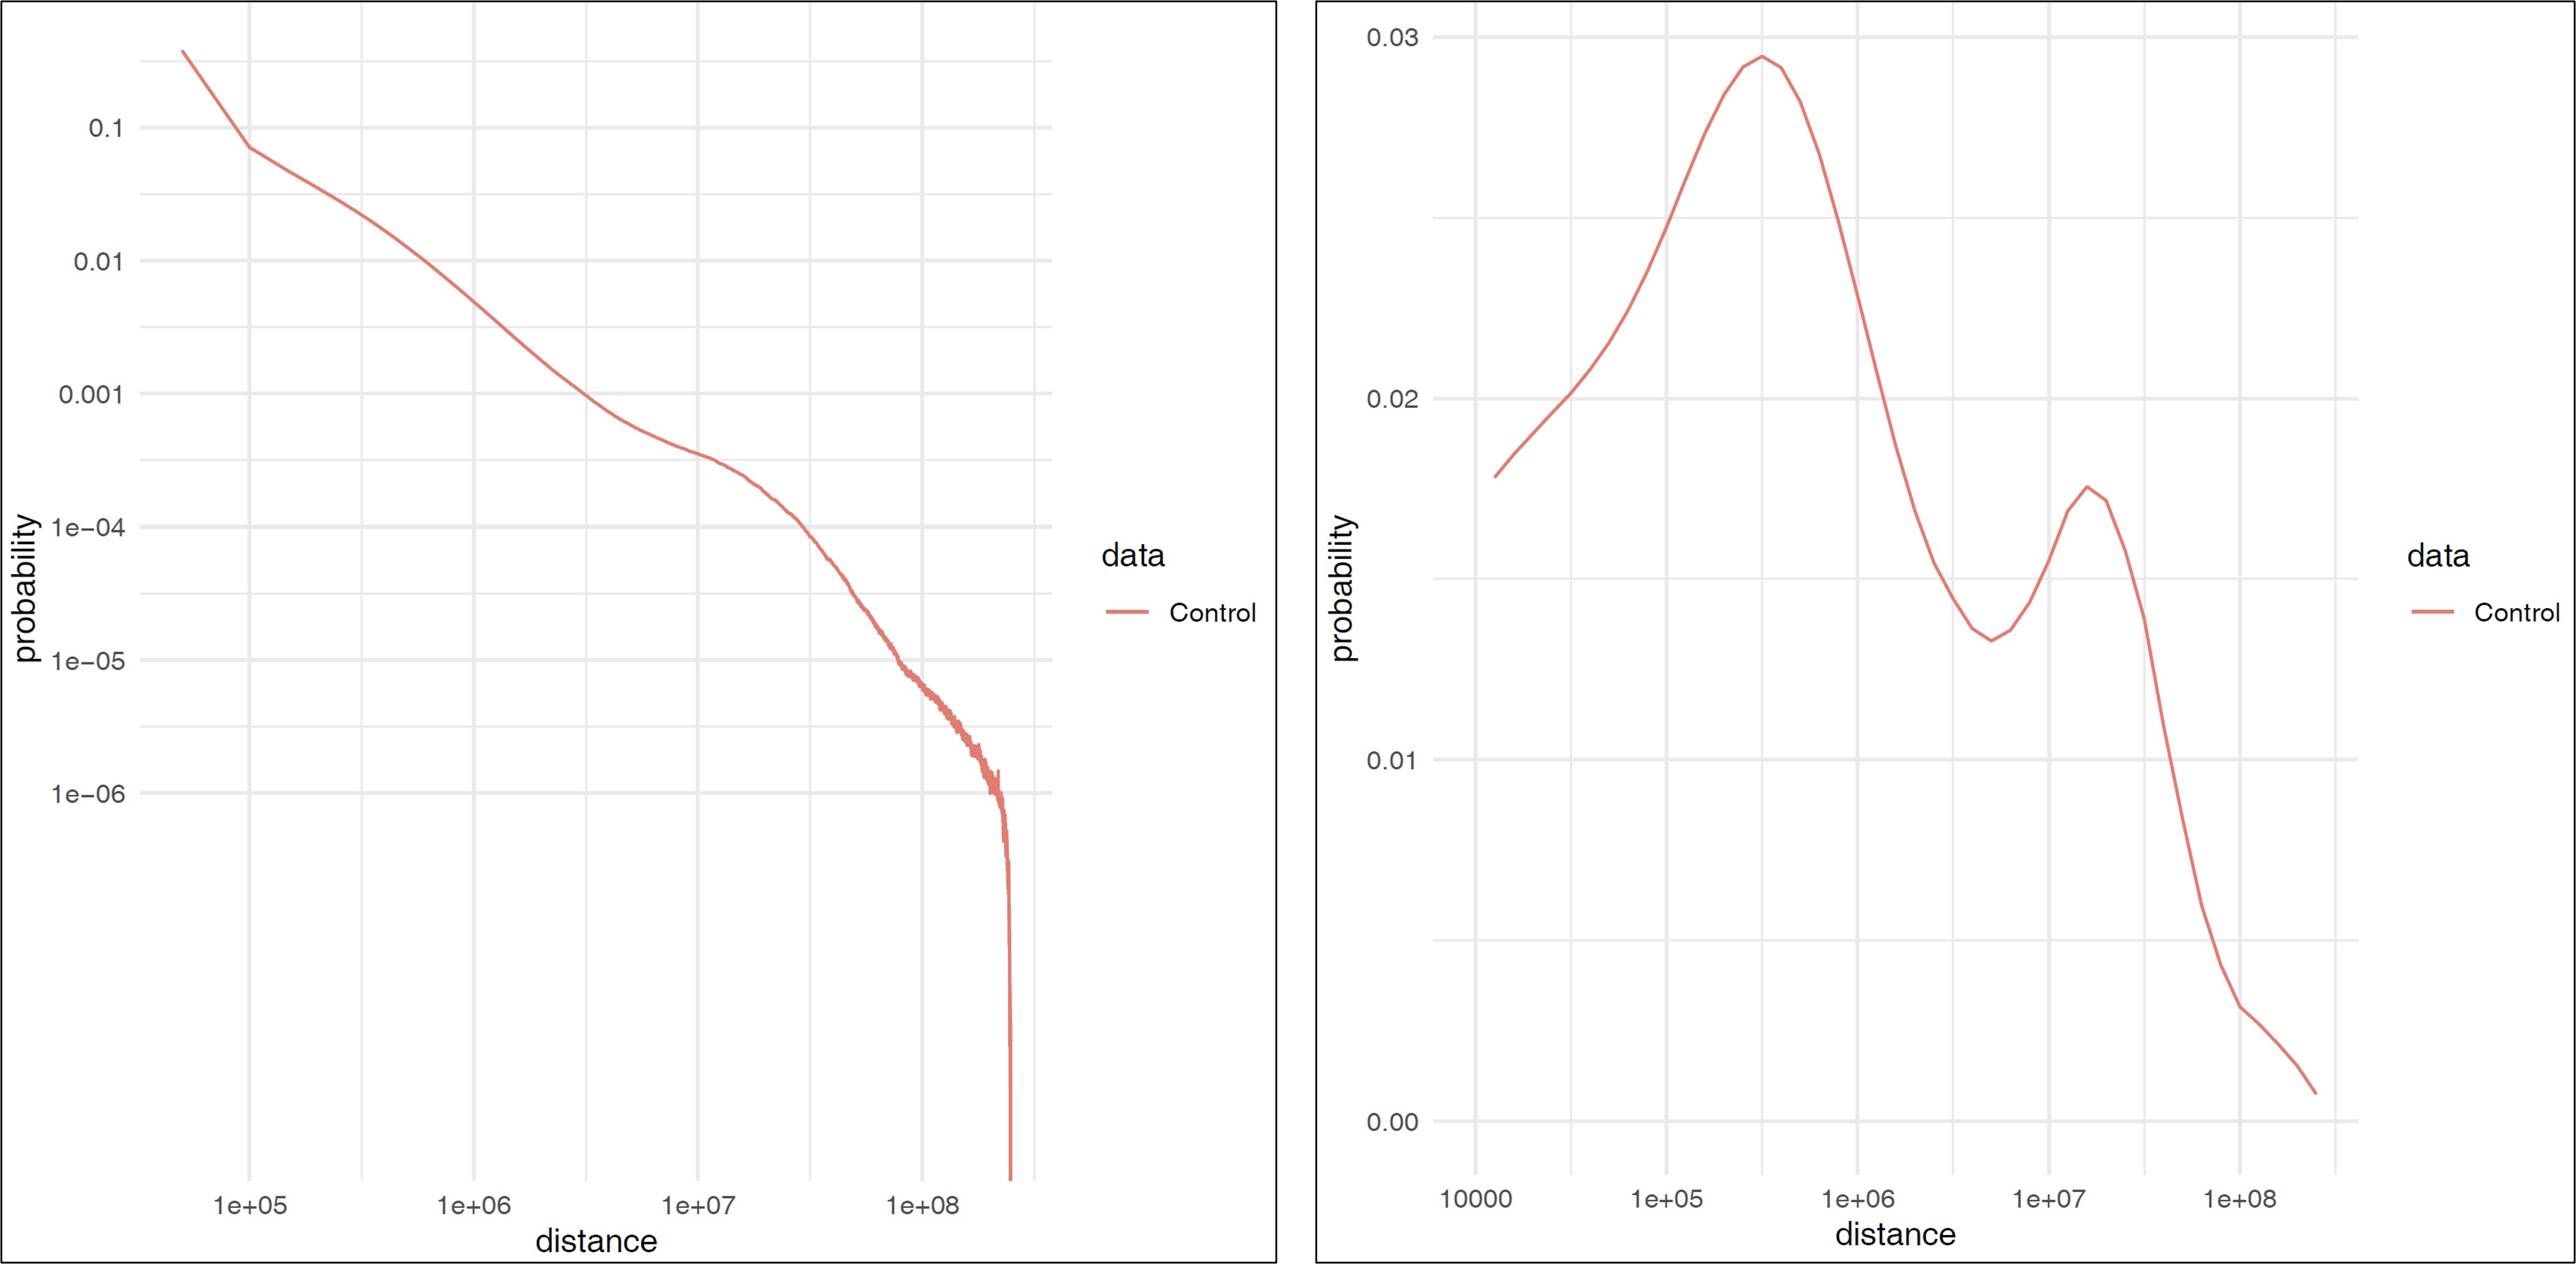 0.1
0.01
0.001
1e−04
1e−05
1e−06
probability
1e+05 1e+06 1e+07 1e+08
distance
data
Control
0.03
0.02
0.01
0.00
probability
10000 1e+05 1e+06 1e+07 1e+08
distance
data
Control